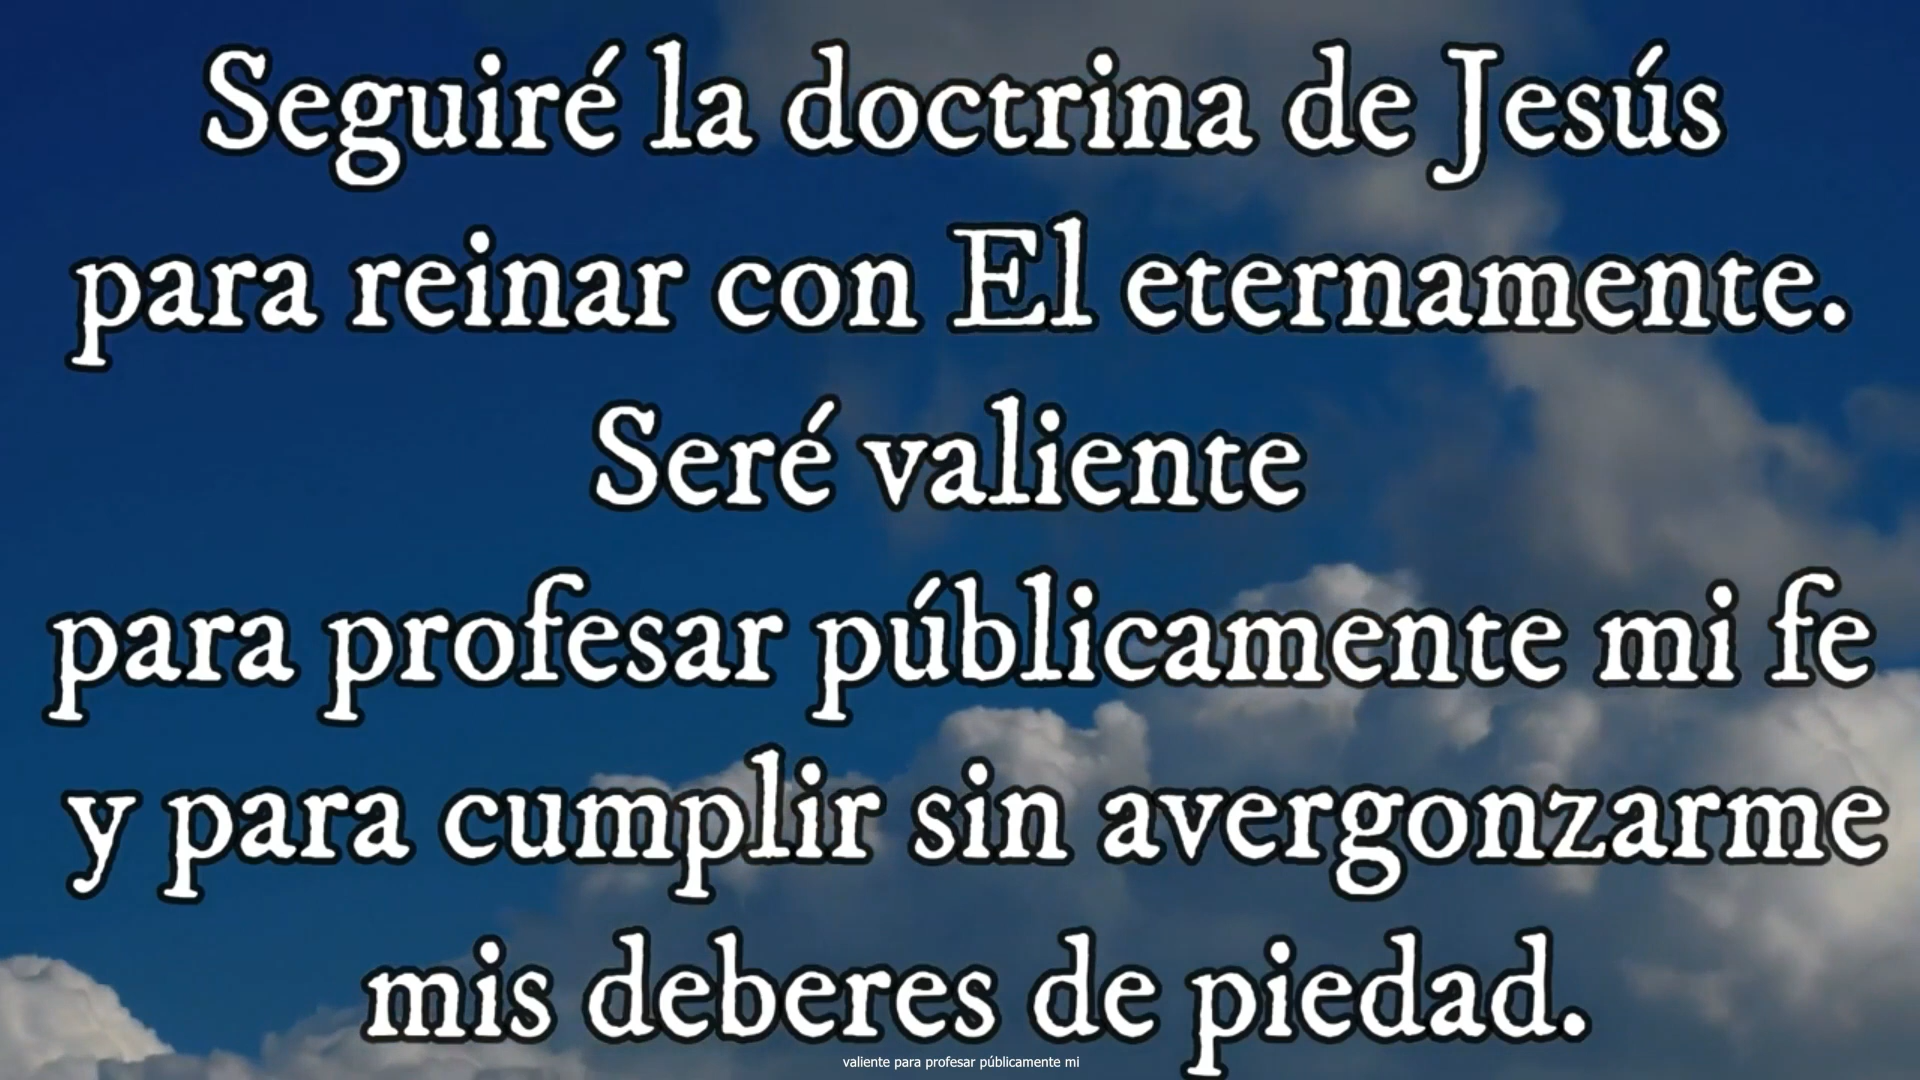 Seguiré la doctrina de Jesús
para reinar con El eternamente.
Seré valiente
para profesar públicamente mi fe
y para cumplir sin avergonzarme
mis deberes de piedad.
valiente para profesar públicamente mi